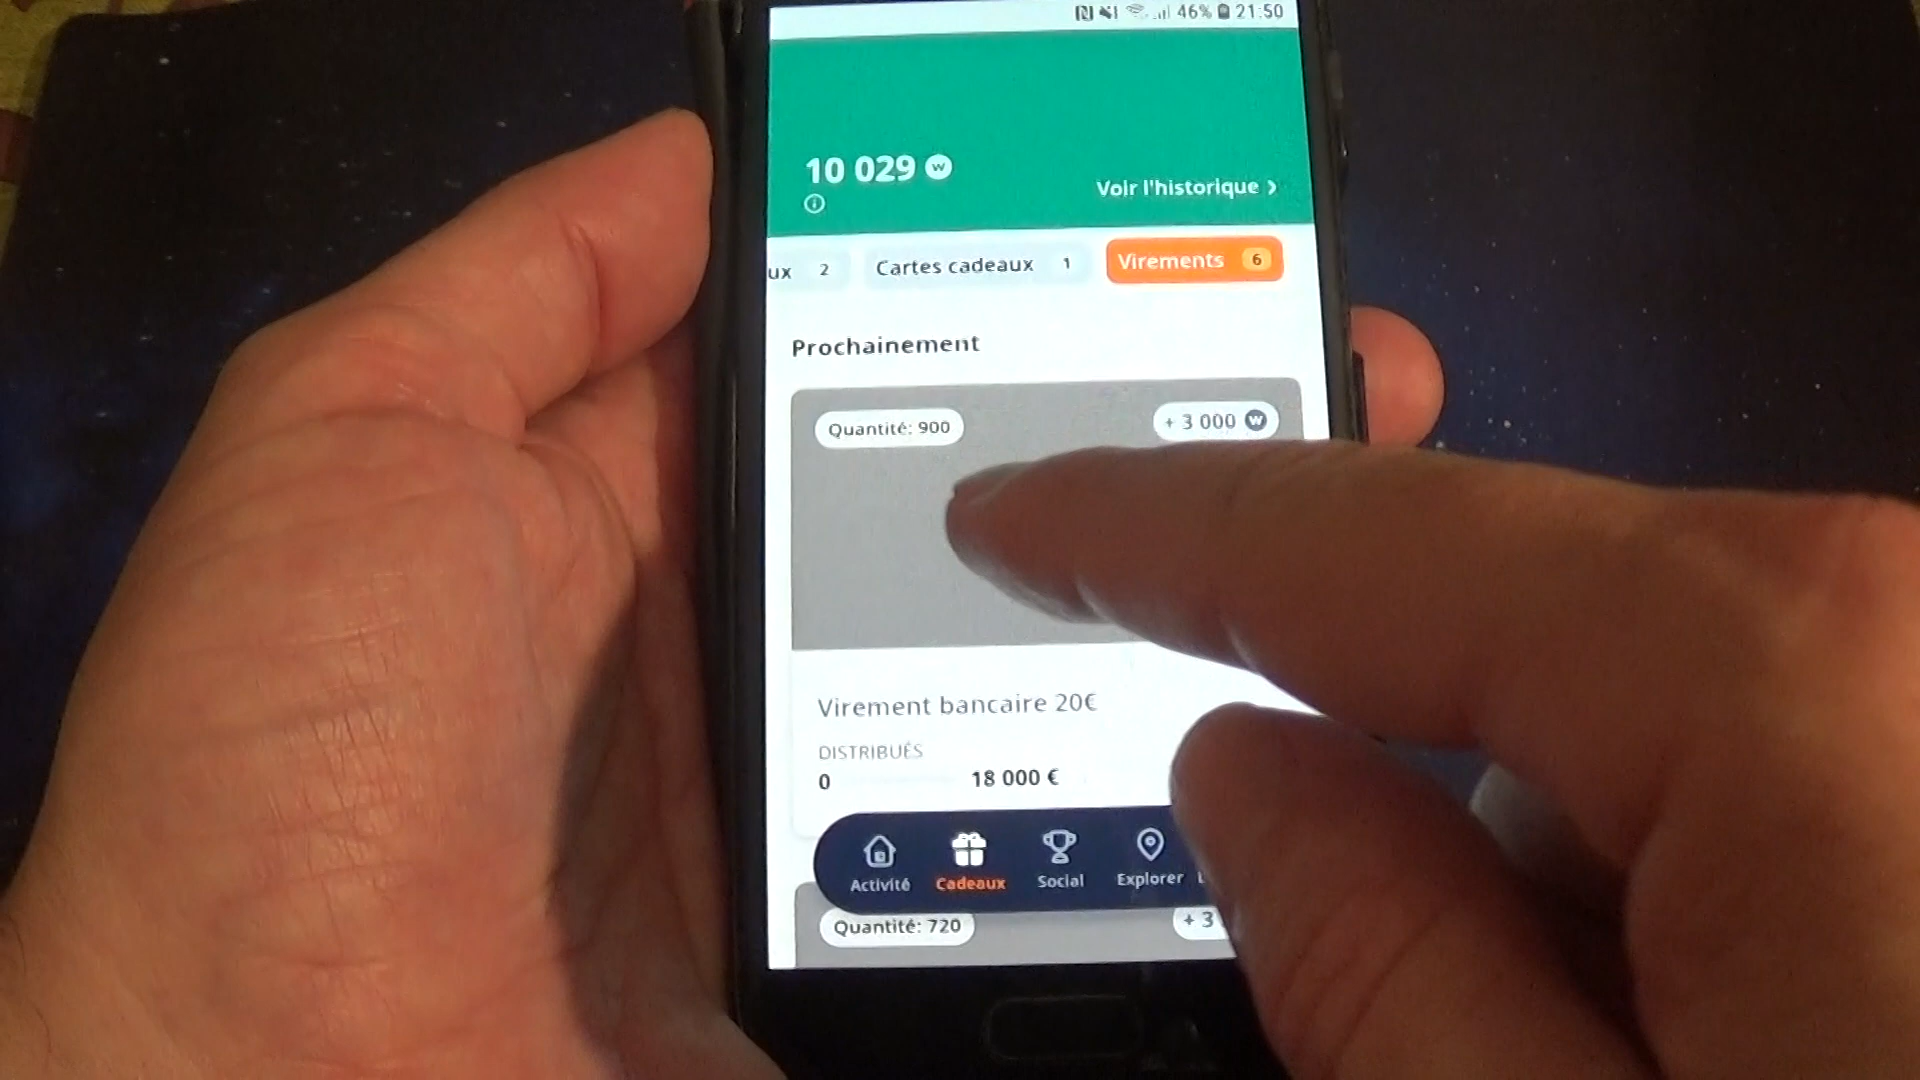 46% 21:50
10 029 W
Voir l'historique >
ux 2 Cartes cadeaux 1 Virements 6
Prochainement
Quantité: 900 + 3 000 W
Virement bancaire 20€
DISTRIBUÉS
0 18 000 €
Activité Cadeaux Social Explorer
Quantité: 720 + 3